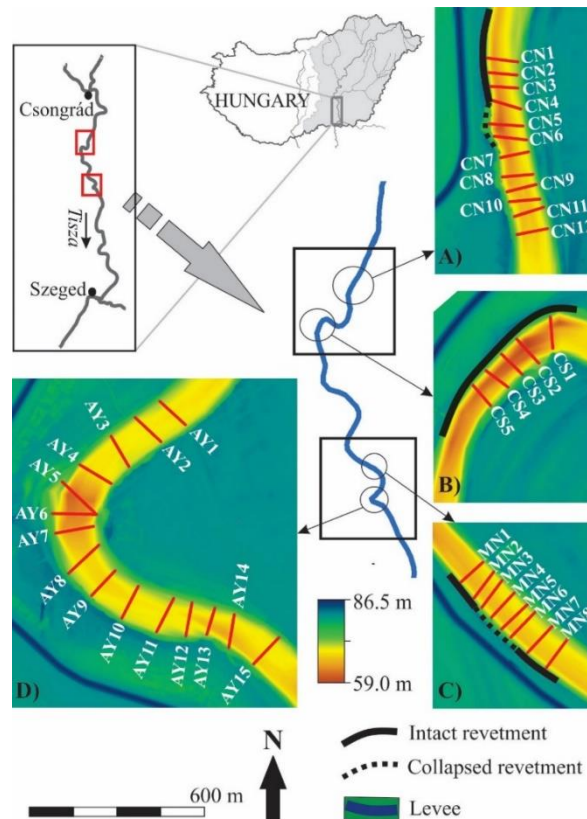 Csongrád
Tisza
Szeged
HUNGARY
CN1
CN2
CN3
CN4
CN5
CN6
CN7
CN8
CN9
CN10
CN11
CN12
A)
CS1
CS2
CS3
CS4
CS5
B)
MN1
MN2
MN3
MN4
MN5
MN6
MN7
C)
AY1
AY2
AY3
AY4
AY5
AY6
AY7
AY8
AY9
AY10
AY11
AY12
AY13
AY14
AY15
D)
86.5 m
59.0 m
N
600 m
Intact revetment
Collapsed revetment
Levee